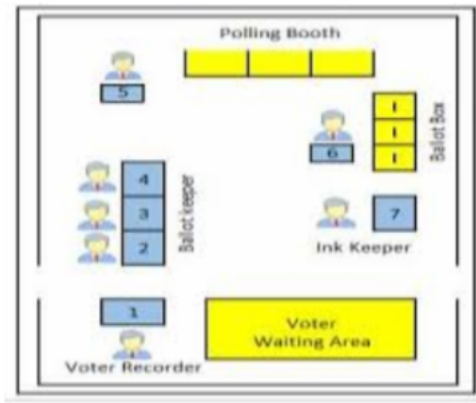 Polling Booth
5
I
I
I
Ballot Box
6
4
3
2
Ballot keeper
7
Ink Keeper
1
Voter Recorder
Voter
Waiting Area